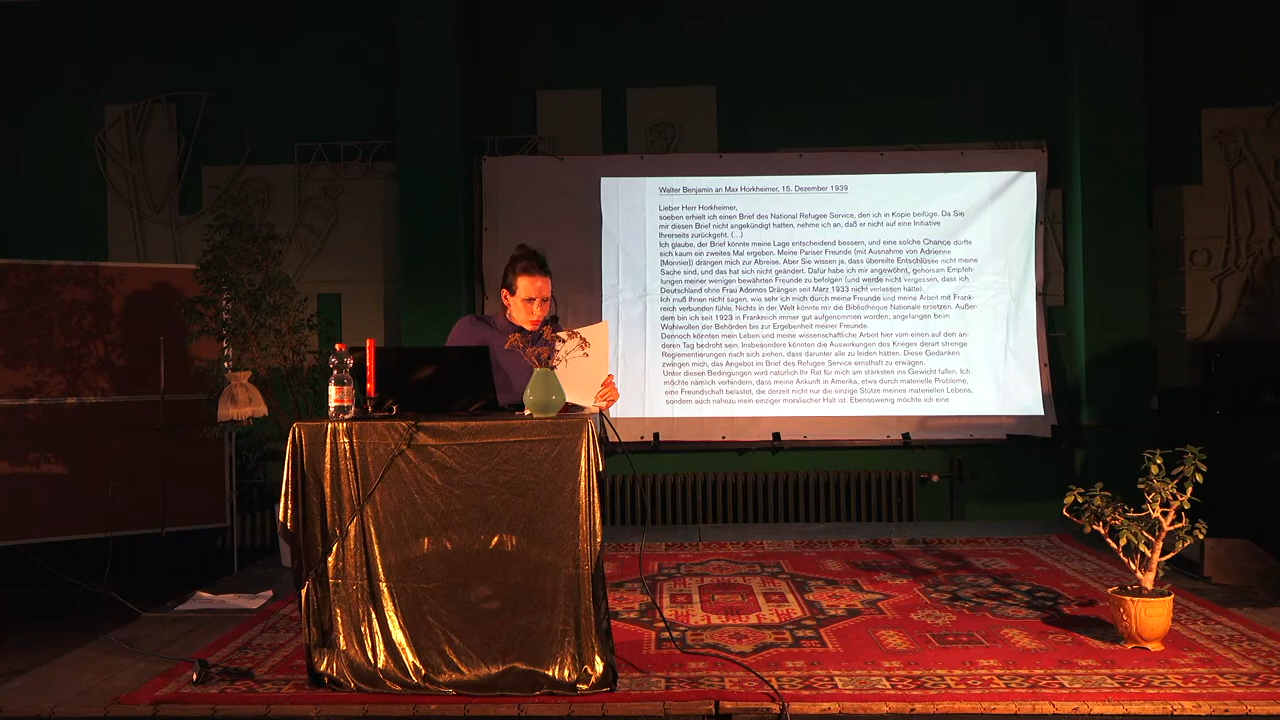 ABC
Walter Benjamin an Max Horkheimer, 15. Dezember 1939
Lieber Herr Horkheimer,
soeben erhielt ich einen Brief des National Refugee Service, den ich in Kopie beifüge. Da Sie
mir diesen Brief nicht angekündigt hatten, nehme ich an, daß er nicht auf eine Initiative
Ihrerseits zurückgeht. (...)
Ich glaube, der Brief könnte meine Lage entscheidend bessern, und eine solche Chance dürfte
sich kaum ein zweites Mal ergeben. Meine Pariser Freunde (mit Ausnahme von Adrienne
[Monnier]) drängen mich zur Abreise. Aber Sie wissen ja, dass übereilte Entschlüsse nicht meine
Sache sind, und das hat sich nicht geändert. Dafür habe ich mir angewöhnt, gehorsam Empfeh-
lungen meiner wenigen bewährten Freunde zu befolgen (und werde nicht vergessen, dass ich
Deutschland ohne Frau Adornos Drängen seit März 1933 nicht verlassen hätte).
Ich muß Ihnen nicht sagen, wie sehr ich mich durch meine Freunde und meine Arbeit mit Frank-
reich verbunden fühle. Nichts in der Welt könnte mir die Bibliothèque Nationale ersetzen. Außer-
dem bin ich seit 1923 in Frankreich immer gut aufgenommen worden; angefangen beim
Wohlwollen der Behörden bis zur Ergebenheit meiner Freunde.
Dennoch könnten mein Leben und meine wissenschaftliche Arbeit hier vom einen auf den an-
deren Tag bedroht sein. Insbesondere könnten die Auswirkungen des Krieges derart strenge
Reglementierungen nach sich ziehen, dass darunter alle zu leiden hätten. Diese Gedanken
zwingen mich, das Angebot im Brief des Refugee Service ernsthaft zu erwägen.
Unter diesen Bedingungen wird natürlich Ihr Rat für mich am stärksten ins Gewicht fallen. Ich
möchte nämlich verhindern, dass meine Ankunft in Amerika, etwa durch materielle Probleme,
eine Freundschaft belastet, die derzeit nicht nur die einzige Stütze meines materiellen Lebens,
sondern auch nahezu mein einziger moralischer Halt ist. Ebensowenig möchte ich eine